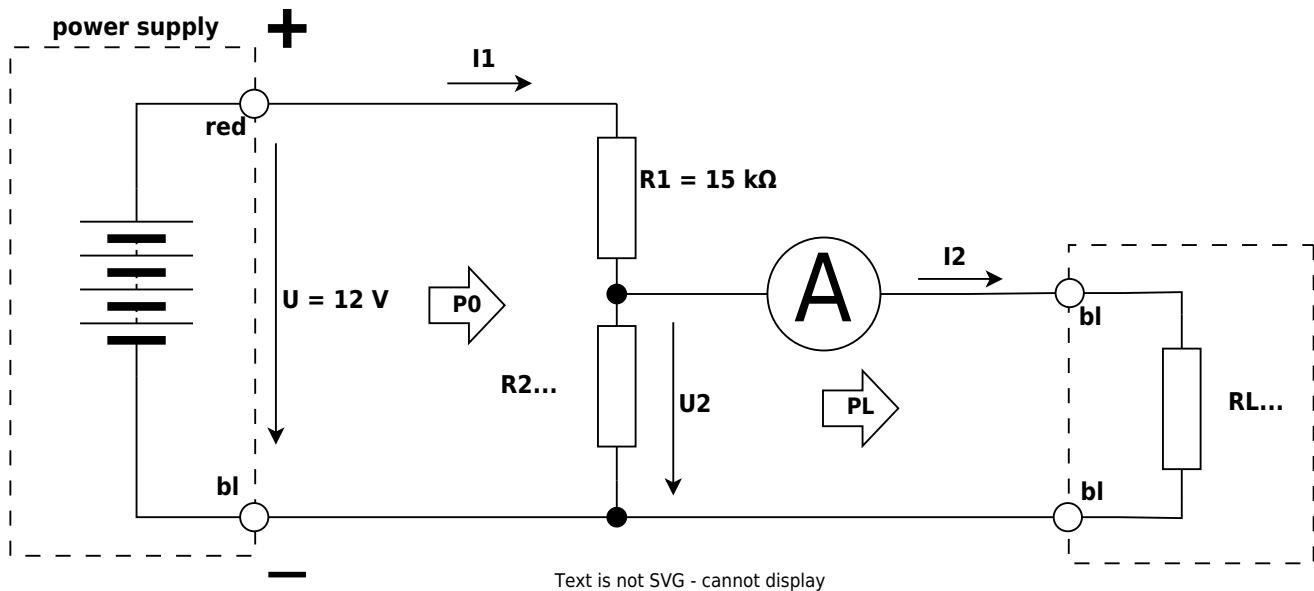 power supply
+
I1
red
R1 = 15 kΩ
A
I2
U = 12 V
P0
bl
R2...
U2
PL
RL...
bl
bl
−
Text is not SVG - cannot display